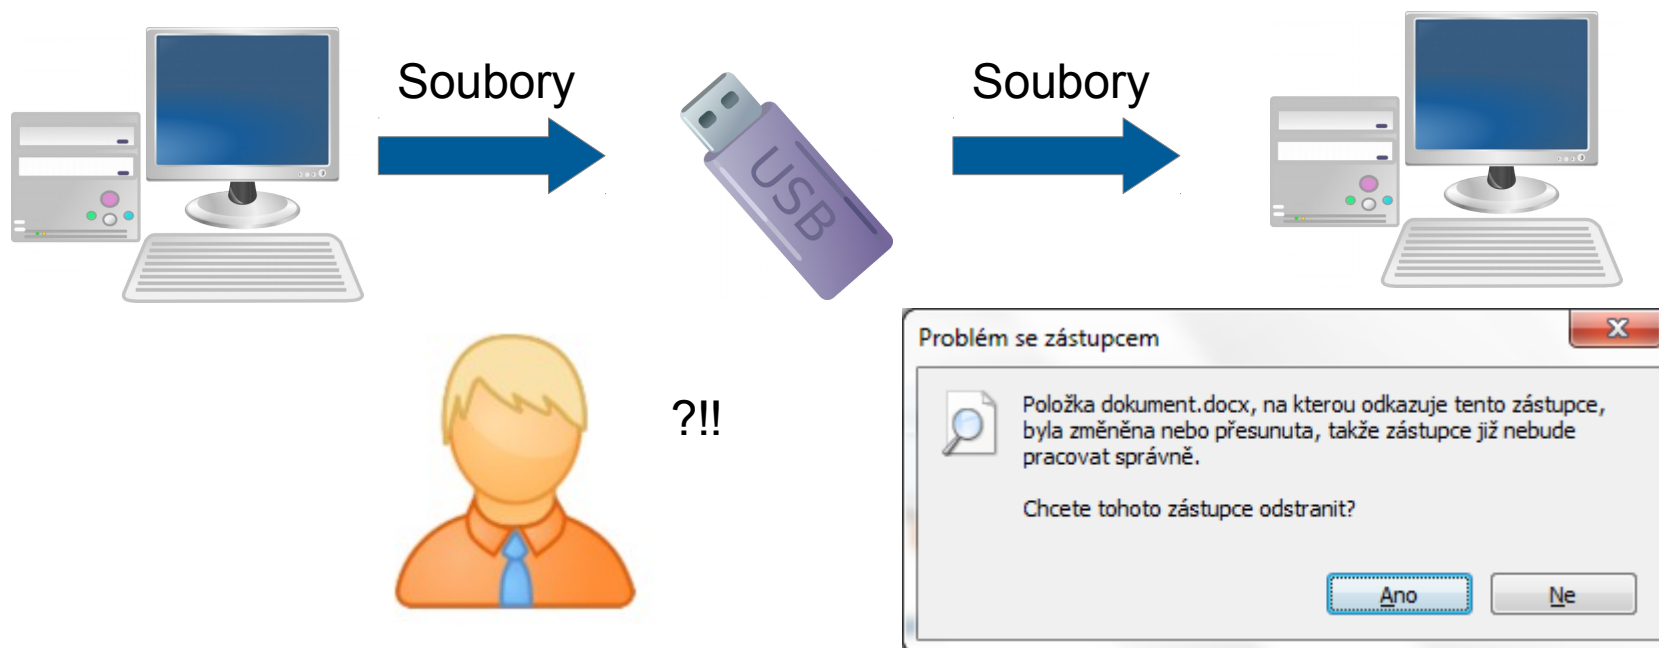 Soubory
Soubory
USB
?!!
Problém se zástupcem
Položka dokument.docx, na kterou odkazuje tento zástupce,
byla změněna nebo přesunuta, takže zástupce již nebude
pracovat správně.
Chcete tohoto zástupce odstranit?
Ano
Ne